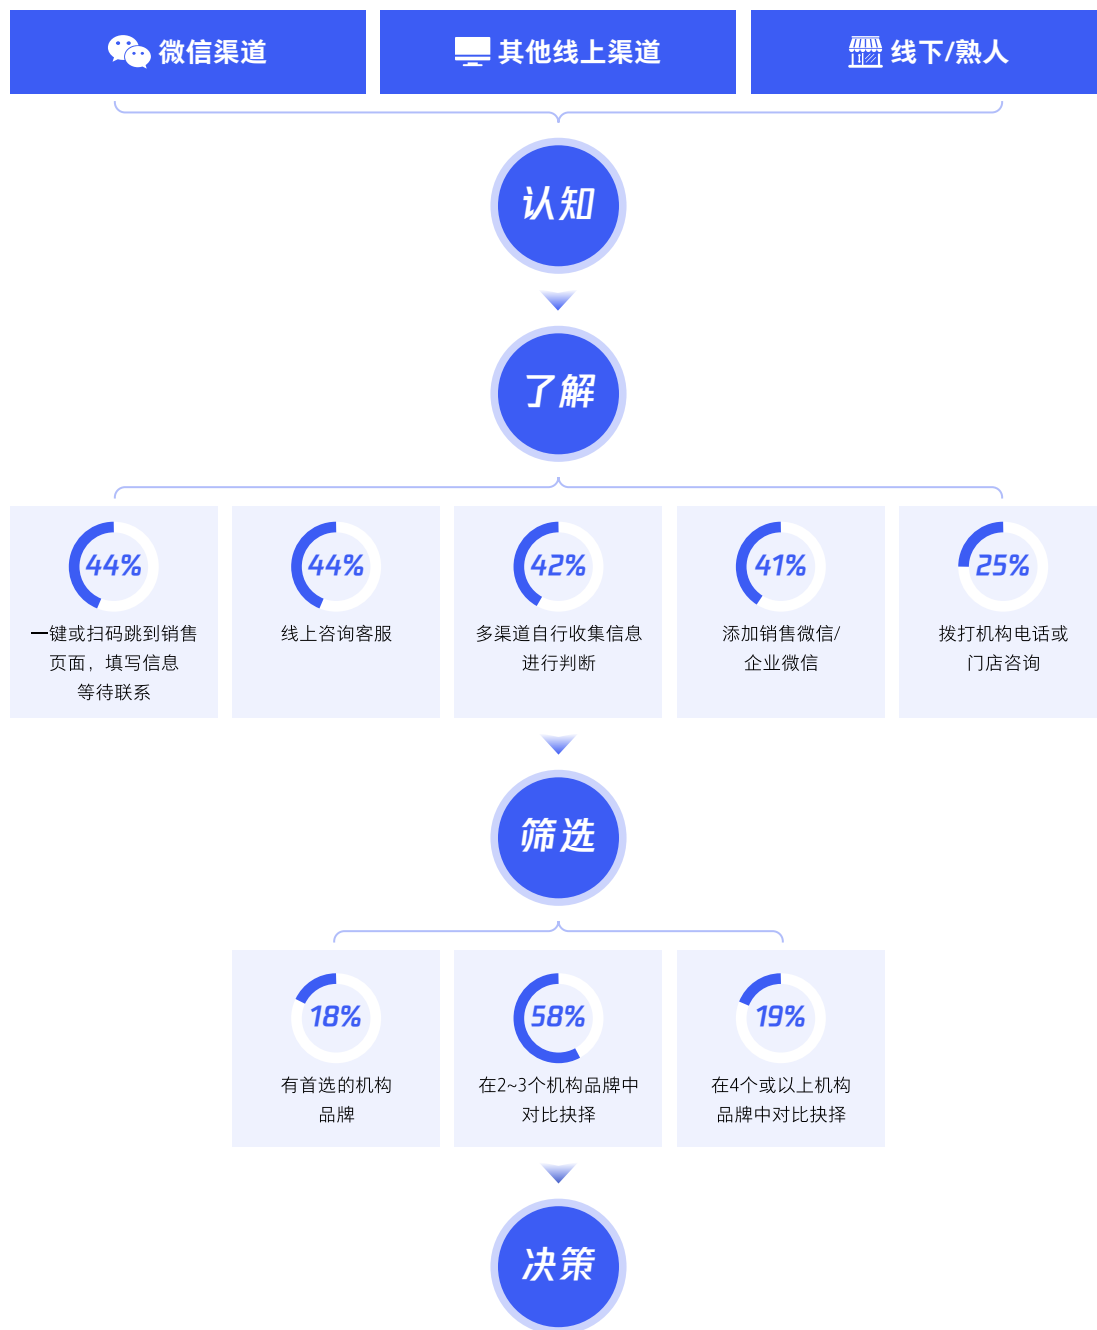 微信渠道
其他线上渠道
线下/熟人
认知
了解
44%
一键或扫码跳到销售
页面，填写信息
等待联系
44%
线上咨询客服
42%
多渠道自行收集信息
进行判断
41%
添加销售微信/
企业微信
25%
拨打机构电话或
门店咨询
筛选
18%
有首选的机构
品牌
58%
在2~3个机构品牌中
对比抉择
19%
在4个或以上机构
品牌中对比抉择
决策